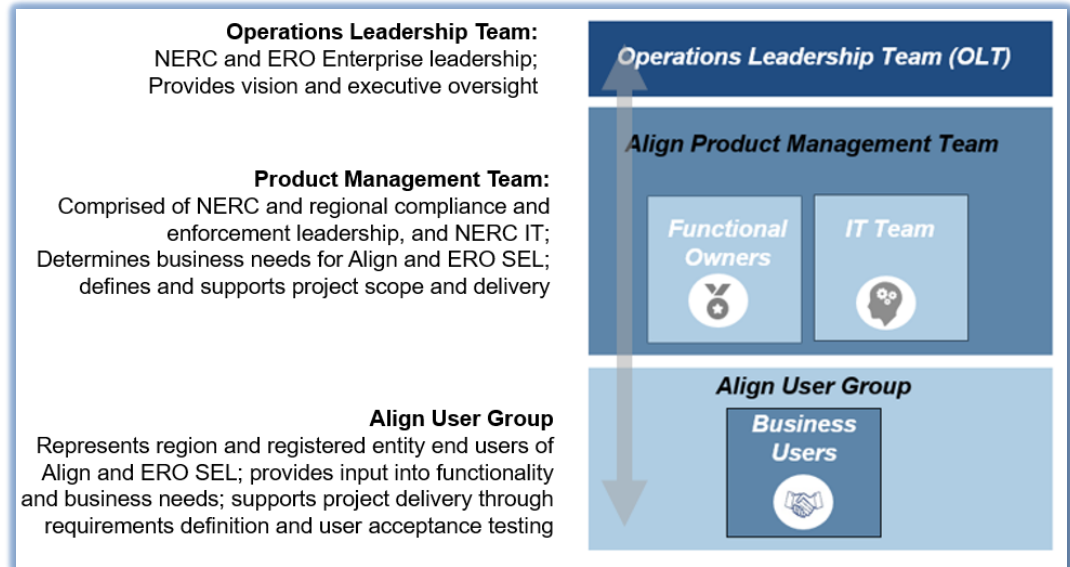 Operations Leadership Team:
NERC and ERO Enterprise leadership;
Provides vision and executive oversight
Operations Leadership Team (OLT)
Product Management Team:
Comprised of NERC and regional compliance and
enforcement leadership, and NERC IT;
Determines business needs for Align and ERO SEL;
defines and supports project scope and delivery
Align Product Management Team
Functional
Owners
IT Team
Align User Group
Represents region and registered entity end users of
Align and ERO SEL; provides input into functionality
and business needs; supports project delivery through
requirements definition and user acceptance testing
Align User Group
Business
Users